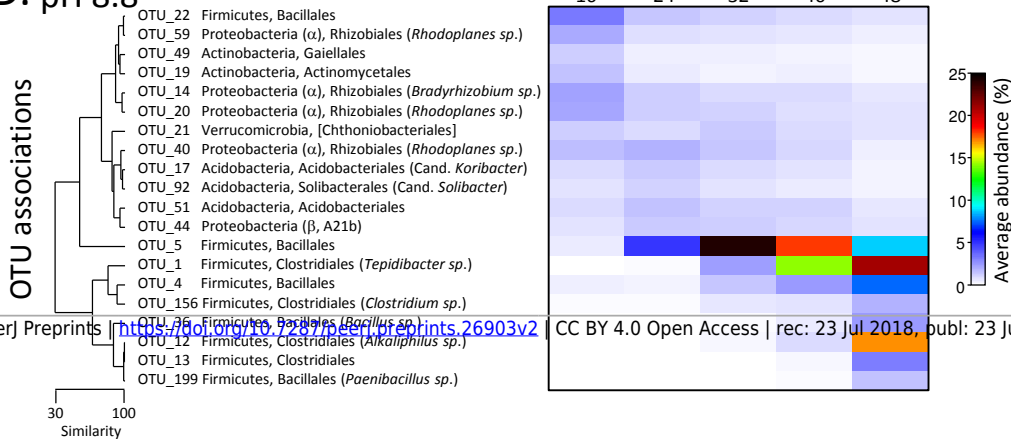 D. pH 8.8
16 24 32 40 48
OTU_22 Firmicutes, Bacillales
OTU_59 Proteobacteria (α), Rhizobiales (Rhodoplanes sp.)
OTU_49 Actinobacteria, Gaiellales
OTU_19 Actinobacteria, Actinomycetales
OTU_14 Proteobacteria (α), Rhizobiales (Bradyrhizobium sp.)
OTU_20 Proteobacteria (α), Rhizobiales (Rhodoplanes sp.)
OTU_21 Verrucomicrobia, [Chthoniobacteriales]
OTU_40 Proteobacteria (α), Rhizobiales (Rhodoplanes sp.)
OTU_17 Acidobacteria, Acidobacteriales (Cand. Koribacter)
OTU_92 Acidobacteria, Solibacterales (Cand. Solibacter)
OTU_51 Acidobacteria, Acidobacteriales
OTU_44 Proteobacteria (β, A21b)
OTU_5 Firmicutes, Bacillales
OTU_1 Firmicutes, Clostridiales (Tepidibacter sp.)
OTU_4 Firmicutes, Bacillales
OTU_156 Firmicutes, Clostridiales (Clostridium sp.)
OTU_36 Firmicutes, Bacillales (Bacillus sp.)
erJ Preprints | https://doi.org/10.7287/peerj.preprints.26903v2 | CC BY 4.0 Open Access | rec: 23 Jul 2018, publ: 23 Ju
OTU_12 Firmicutes, Clostridiales (Alkaliphilus sp.)
OTU_13 Firmicutes, Clostridiales
OTU_199 Firmicutes, Bacillales (Paenibacillus sp.)
OTU associations
30 100
Similarity
25
20
15
10
5
0
Average abundance (%)